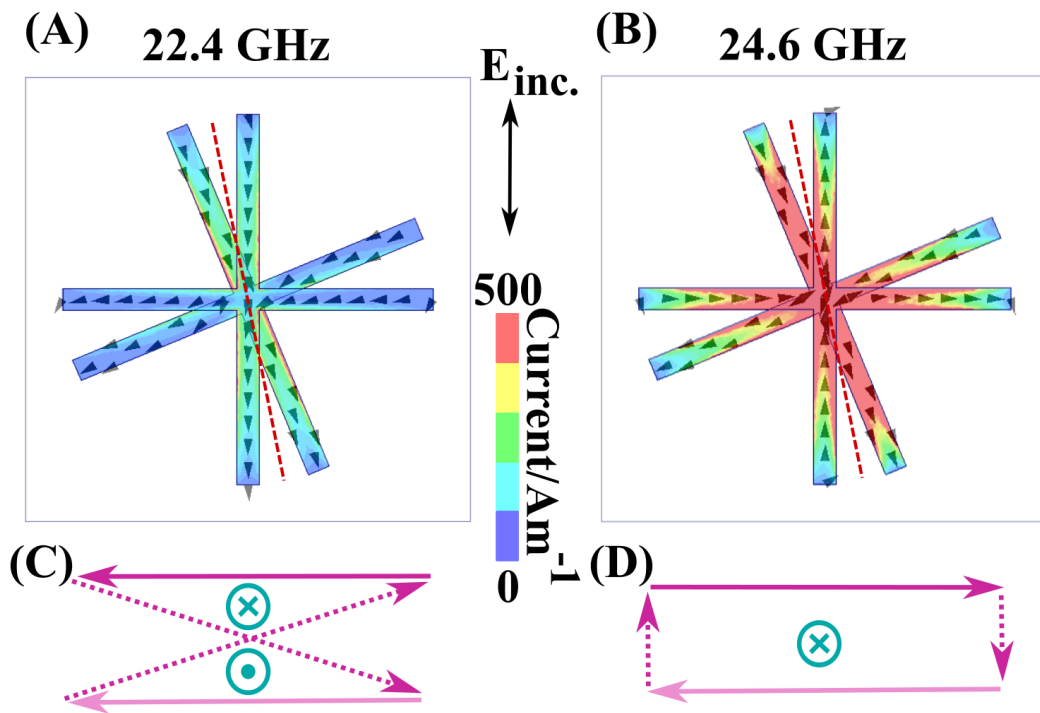 (A)
22.4 GHz
E inc.
(B)
24.6 GHz
500
Current/Am⁻¹
0
(C)
(D)